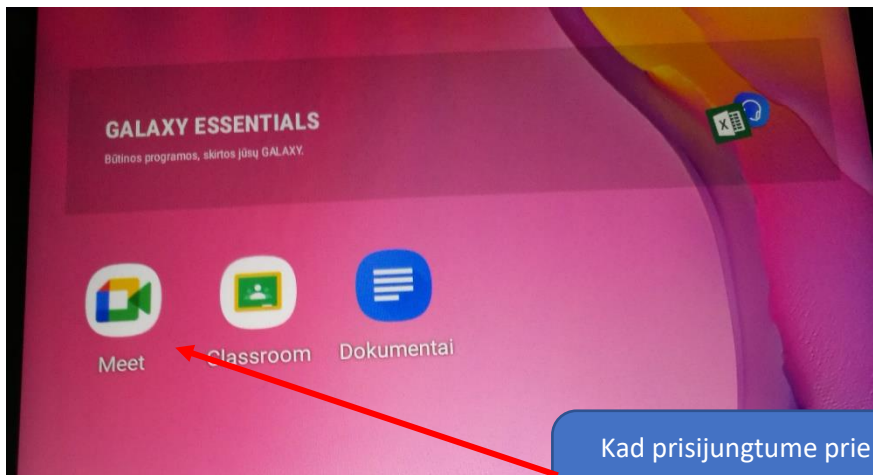 GALAXY ESSENTIALS
Būtinos programos, skirtos jūsų GALAXY.
Meet
Classroom
Dokumentai
Kad prisijungtume prie